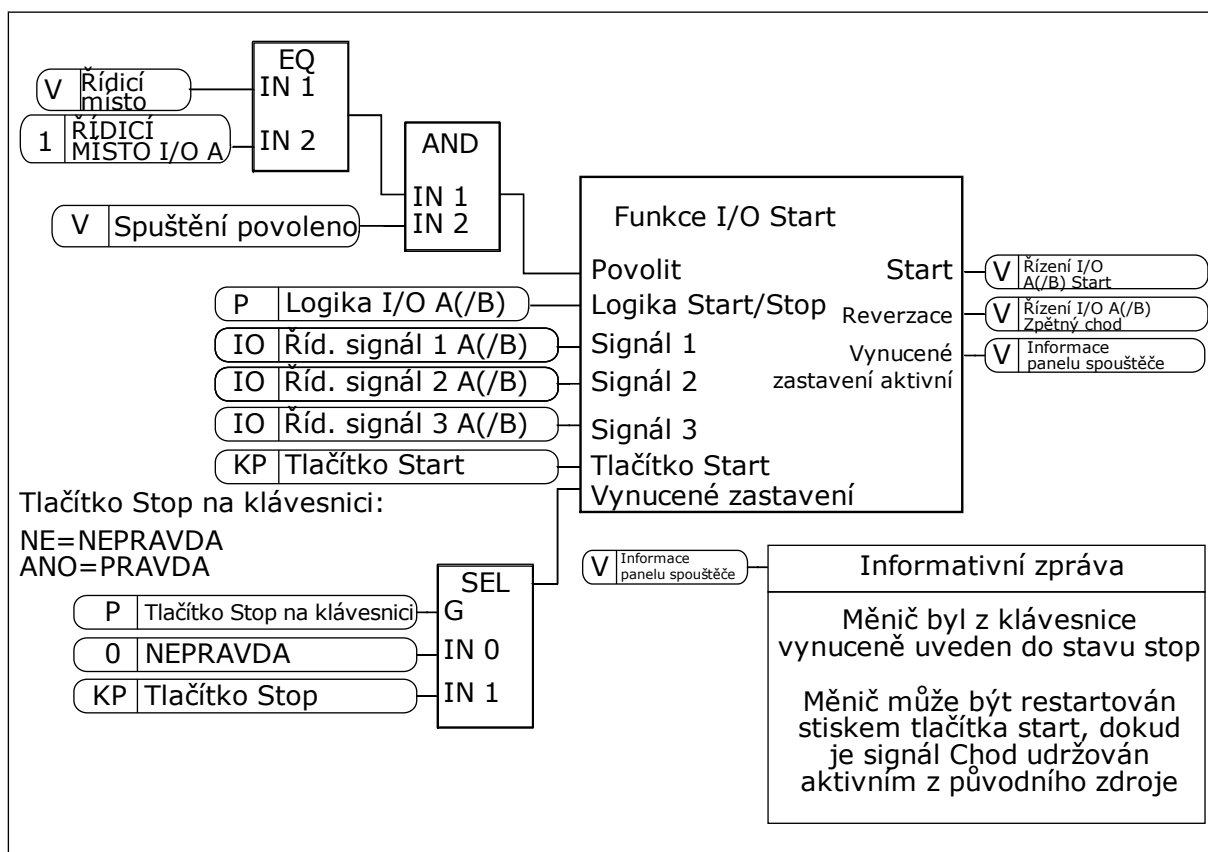 EQ
V Řídicí místo
IN 1
1 ŘÍDICÍ MÍSTO I/O A
IN 2
AND
IN 1
IN 2
V Spuštění povoleno
Funkce I/O Start
Povolit
Logika Start/Stop
Signál 1
Signál 2
Signál 3
Tlačítko Start
Vynucené zastavení
Start
Reverzace
Vynucené
zastavení aktivní
V Řízení I/O
A(/B) Start
V Řízení I/O A(/B)
Zpětný chod
V Informace
panelu spouštěče
P Logika I/O A(/B)
IO Říd. signál 1 A(/B)
IO Říd. signál 2 A(/B)
IO Říd. signál 3 A(/B)
KP Tlačítko Start
Tlačítko Stop na klávesnici:
NE=NEPRAVDA
ANO=PRAVDA
SEL
G
IN 0
IN 1
P Tlačítko Stop na klávesnici
0 NEPRAVDA
KP Tlačítko Stop
V Informace
panelu spouštěče
Informativní zpráva
Měnič byl z klávesnice
vynuceně uveden do stavu stop
Měnič může být restartován
stiskem tlačítka start, dokud
je signál Chod udržován
aktivním z původního zdroje